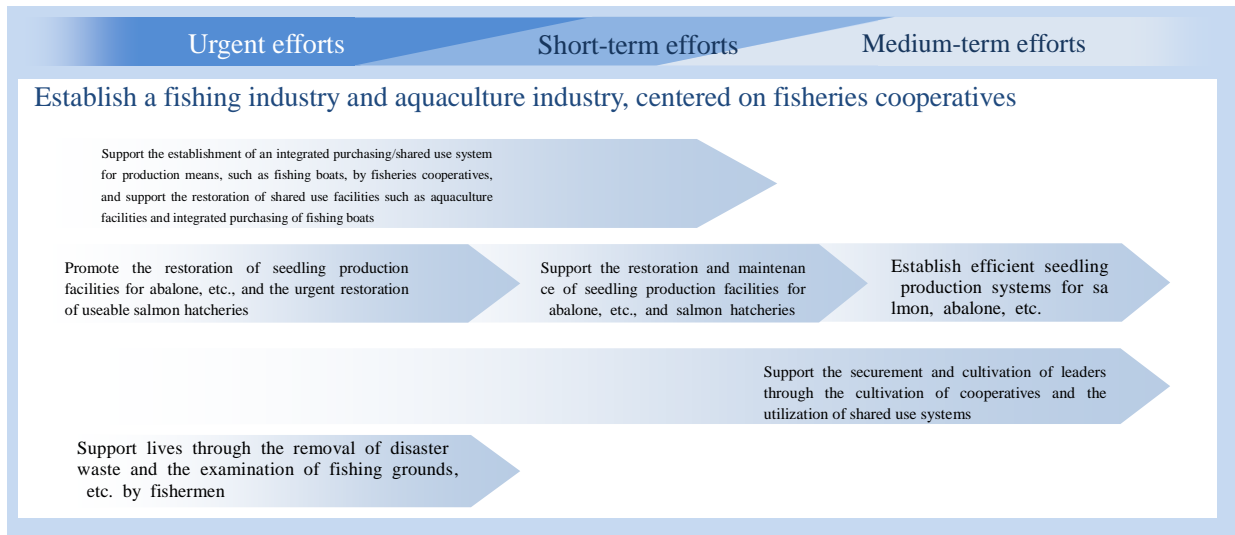 Urgent efforts
Short-term efforts
Medium-term efforts
Establish a fishing industry and aquaculture industry, centered on fisheries cooperatives
Support the establishment of an integrated purchasing/shared use system
for production means, such as fishing boats, by fisheries cooperatives,
and support the restoration of shared use facilities such as aquaculture
facilities and integrated purchasing of fishing boats
Promote the restoration of seedling production
facilities for abalone, etc., and the urgent restoration
of useable salmon hatcheries
Support the restoration and maintenan
ce of seedling production facilities for
abalone, etc., and salmon hatcheries
Establish efficient seedling
production systems for sa
lmon, abalone, etc.
Support the securement and cultivation of leaders
through the cultivation of cooperatives and the
utilization of shared use systems
Support lives through the removal of disaster
waste and the examination of fishing grounds,
etc. by fishermen